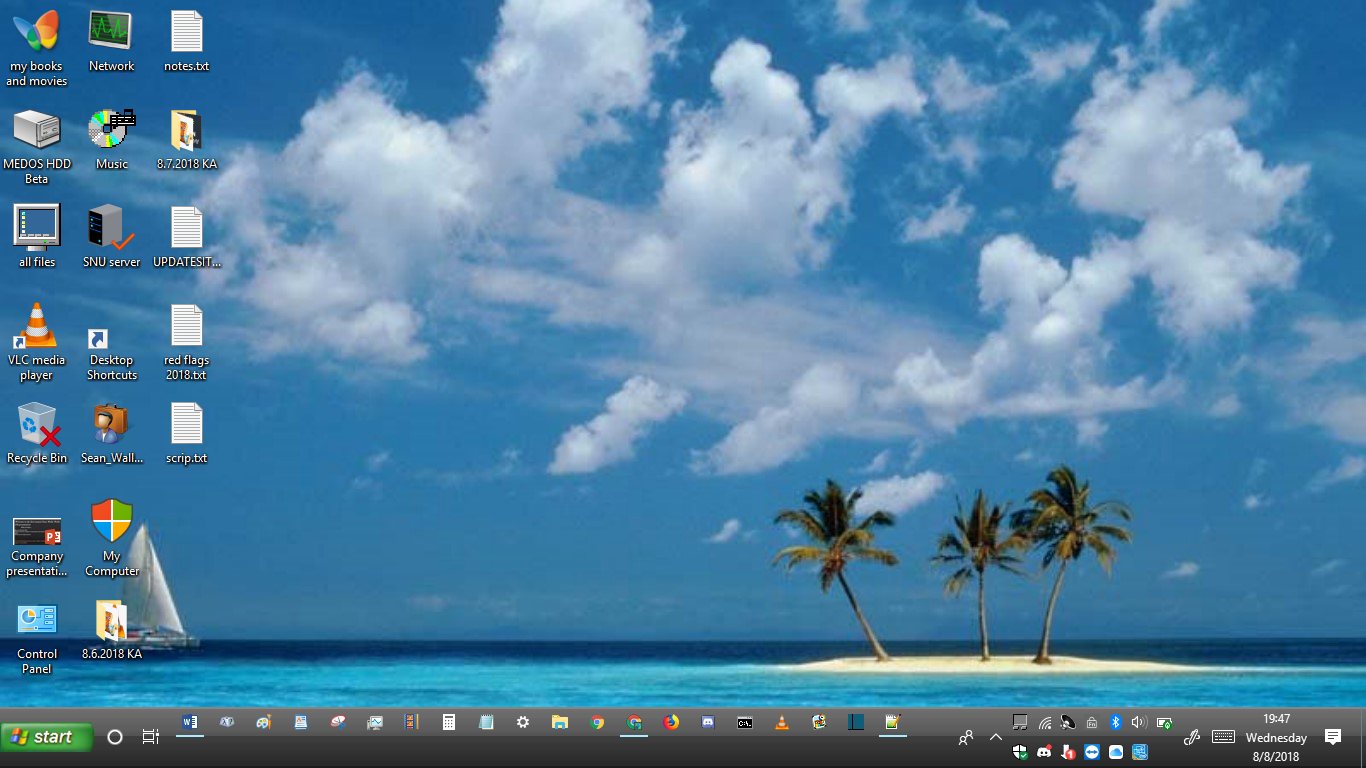 my books
and movies
Network
notes.txt
MEDOS HDD
Beta
Music
8.7.2018 KA
all files
SNU server
UPDATESIT...
VLC media
player
Desktop
Shortcuts
red flags
2018.txt
Recycle Bin
Sean_Wall...
scrip.txt
Company
presentati...
My
Computer
Control
Panel
8.6.2018 KA
start
19:47
Wednesday
8/8/2018